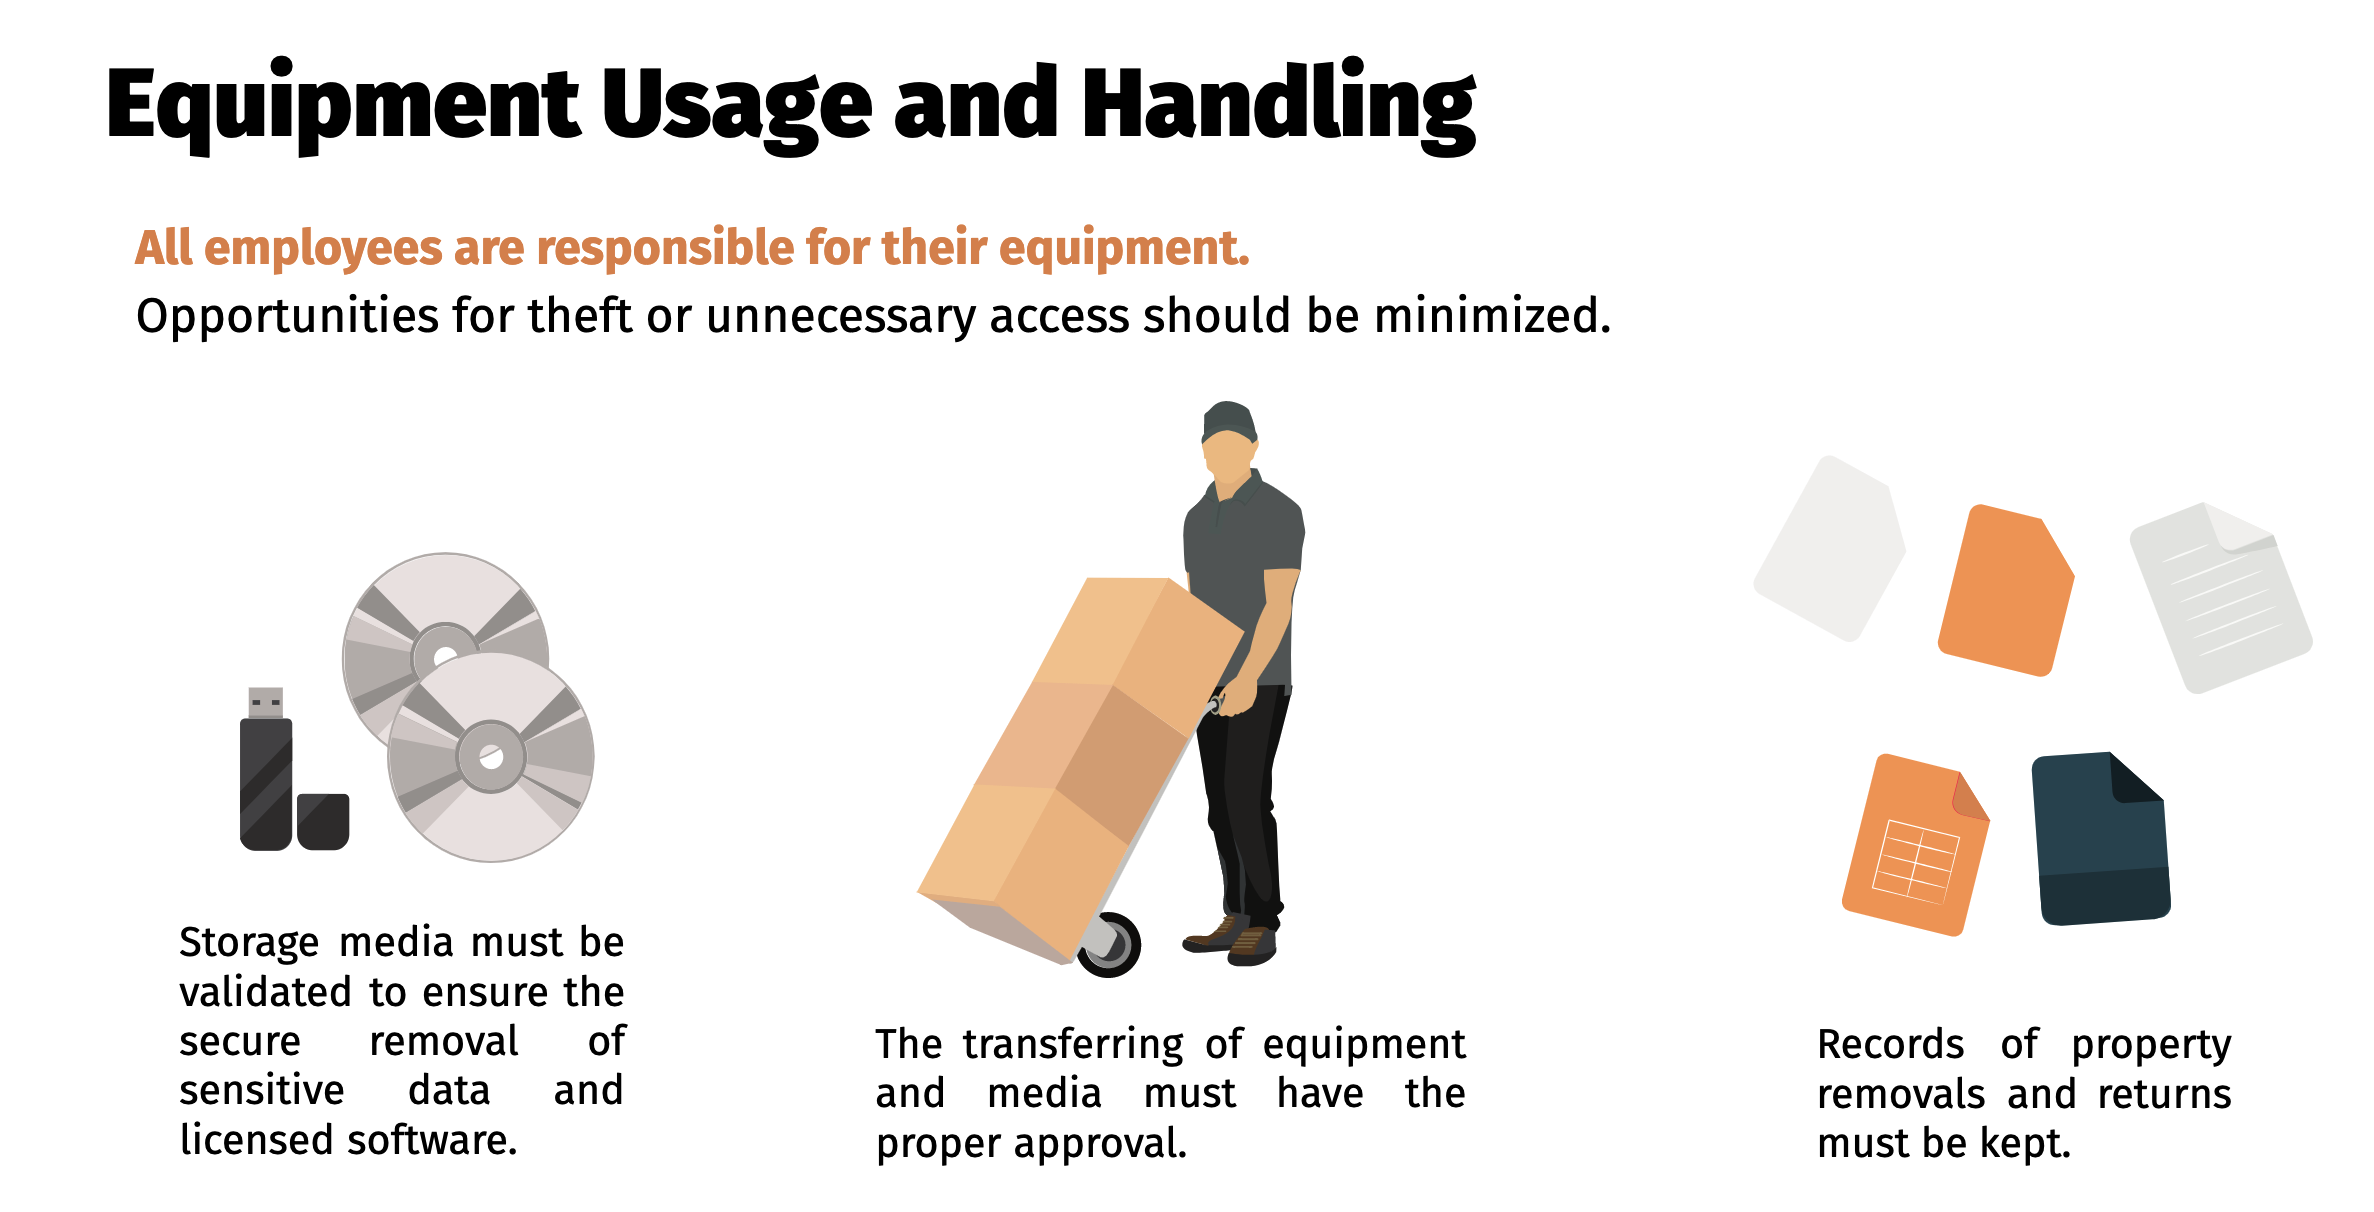 Equipment Usage and Handling
All employees are responsible for their equipment.
Opportunities for theft or unnecessary access should be minimized.
Storage media must be
validated to ensure the
secure removal of
sensitive data and
licensed software.
The transferring of equipment
and media must have the
proper approval.
Records of property
removals and returns
must be kept.